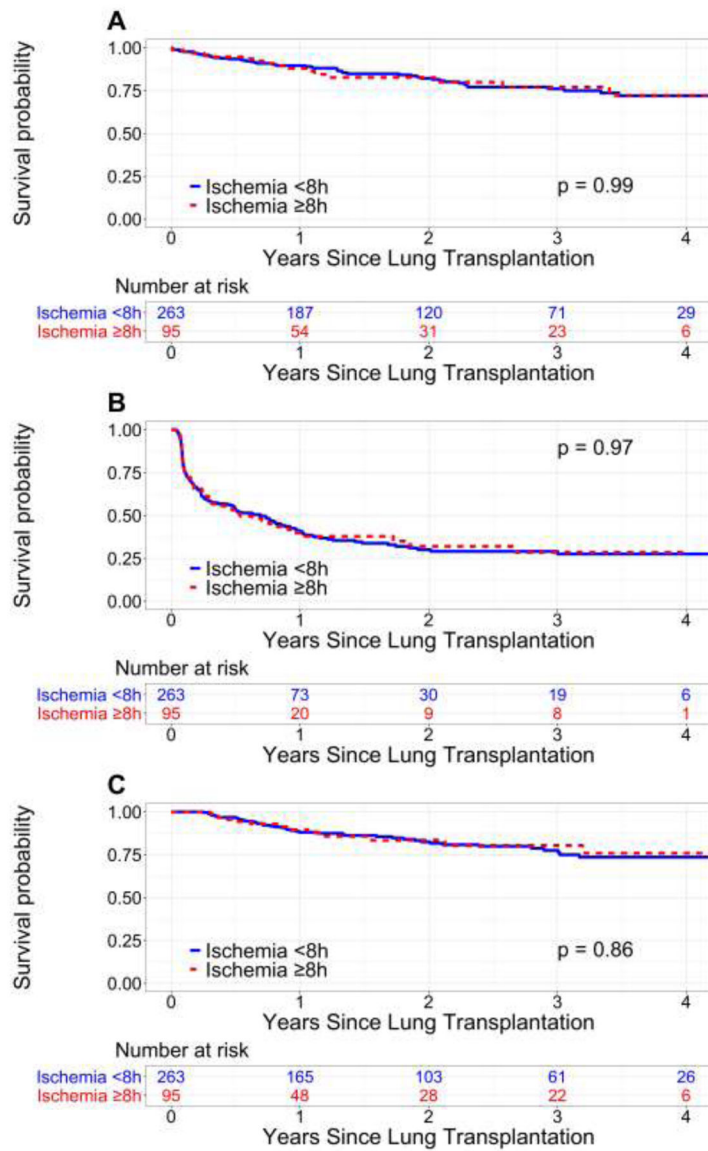 A
Survival probability
1.00
0.75
0.50
0.25
0.00
Ischemia <8h
Ischemia ≥8h
p = 0.99
0 1 2 3 4
Years Since Lung Transplantation
Number at risk
Ischemia <8h 263 187 120 71 29
Ischemia ≥8h 95 54 31 23 6
0 1 2 3 4
Years Since Lung Transplantation
B
Survival probability
1.00
0.75
0.50
0.25
0.00
p = 0.97
Ischemia <8h
Ischemia ≥8h
0 1 2 3 4
Years Since Lung Transplantation
Number at risk
Ischemia <8h 263 73 30 19 6
Ischemia ≥8h 95 20 9 8 1
0 1 2 3 4
Years Since Lung Transplantation
C
Survival probability
1.00
0.75
0.50
0.25
0.00
Ischemia <8h
Ischemia ≥8h
p = 0.86
0 1 2 3 4
Years Since Lung Transplantation
Number at risk
Ischemia <8h 263 165 103 61 26
Ischemia ≥8h 95 48 28 22 6
0 1 2 3 4
Years Since Lung Transplantation